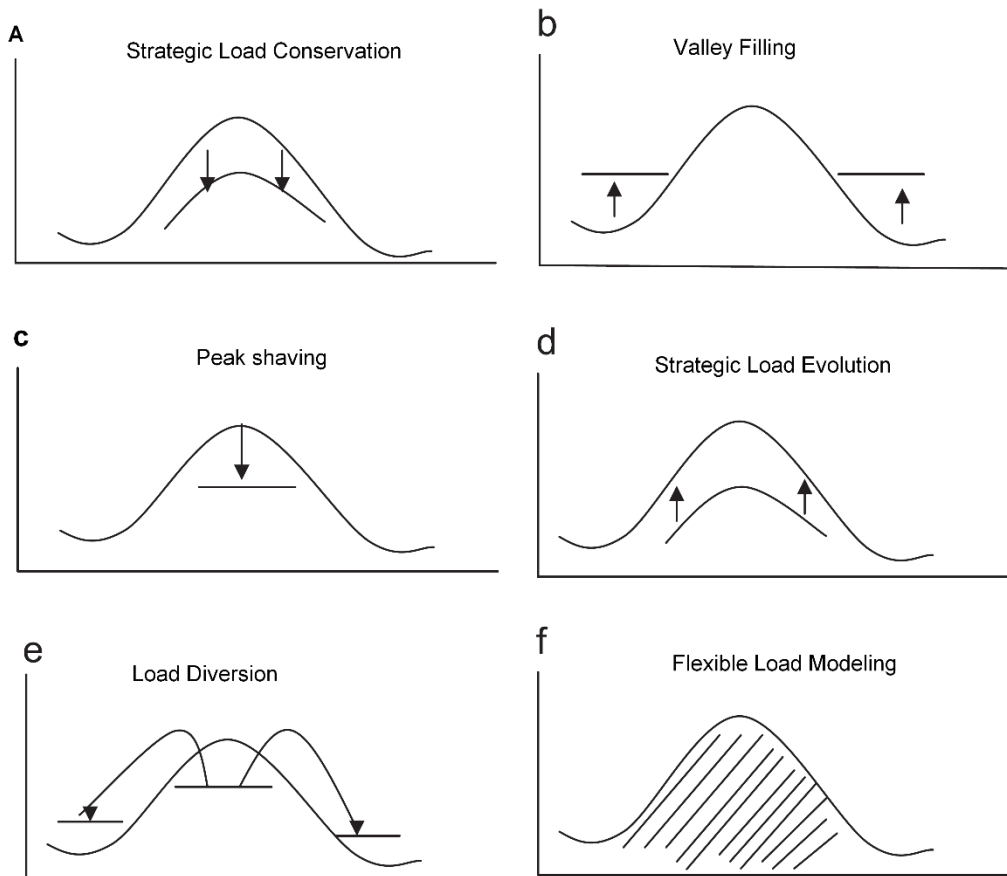 A
Strategic Load Conservation
b
Valley Filling
c
Peak shaving
d
Strategic Load Evolution
e
Load Diversion
f
Flexible Load Modeling